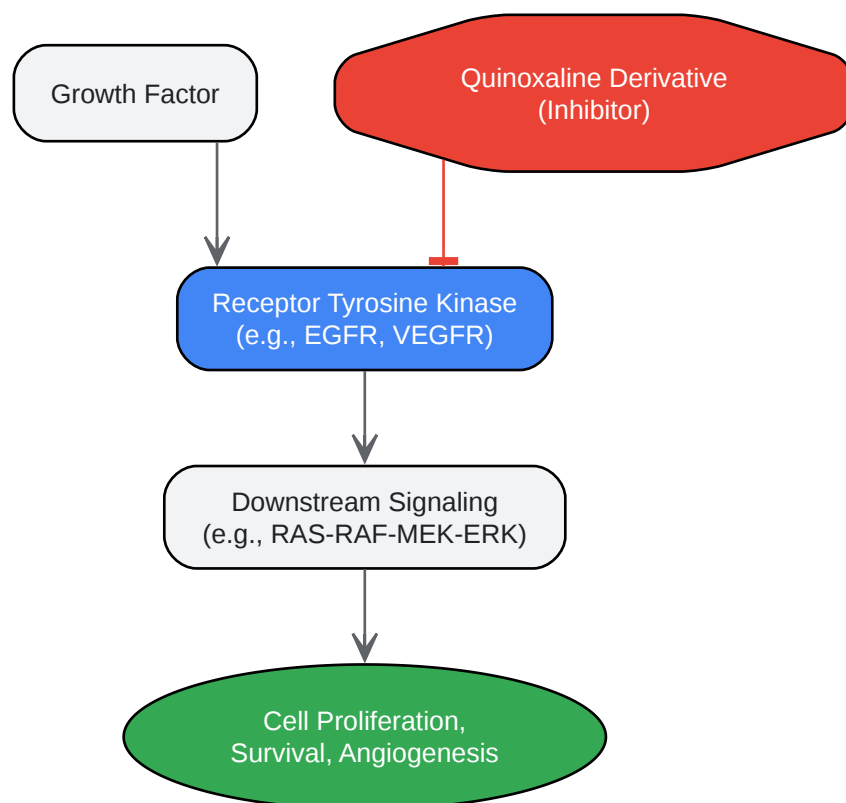 Growth Factor
Quinoxaline Derivative
(Inhibitor)
Receptor Tyrosine Kinase
(e.g., EGFR, VEGFR)
Downstream Signaling
(e.g., RAS-RAF-MEK-ERK)
Cell Proliferation,
Survival, Angiogenesis